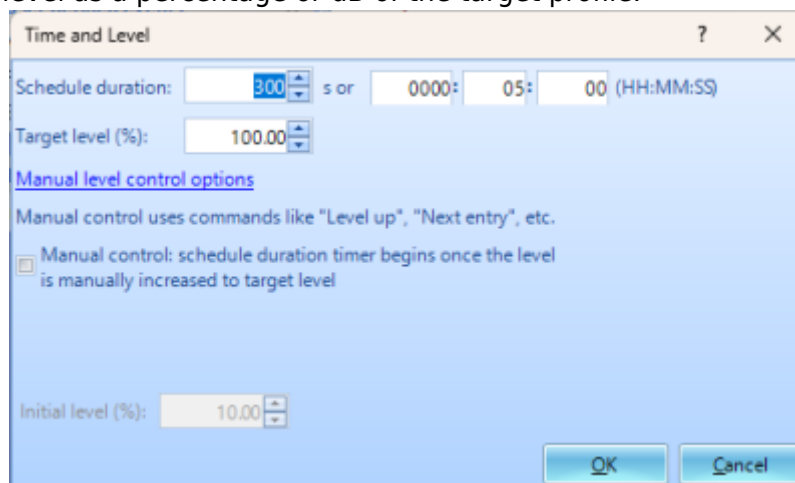 level as a percentage or dB of the target profile.
Time and Level ? ×
Schedule duration: 300 s or 0000: 05: 00 (HH:MM:SS)
Target level (%): 100.00
Manual level control options
Manual control uses commands like "Level up", "Next entry", etc.
Manual control: schedule duration timer begins once the level
is manually increased to target level
Initial level (%): 10.00
OK Cancel